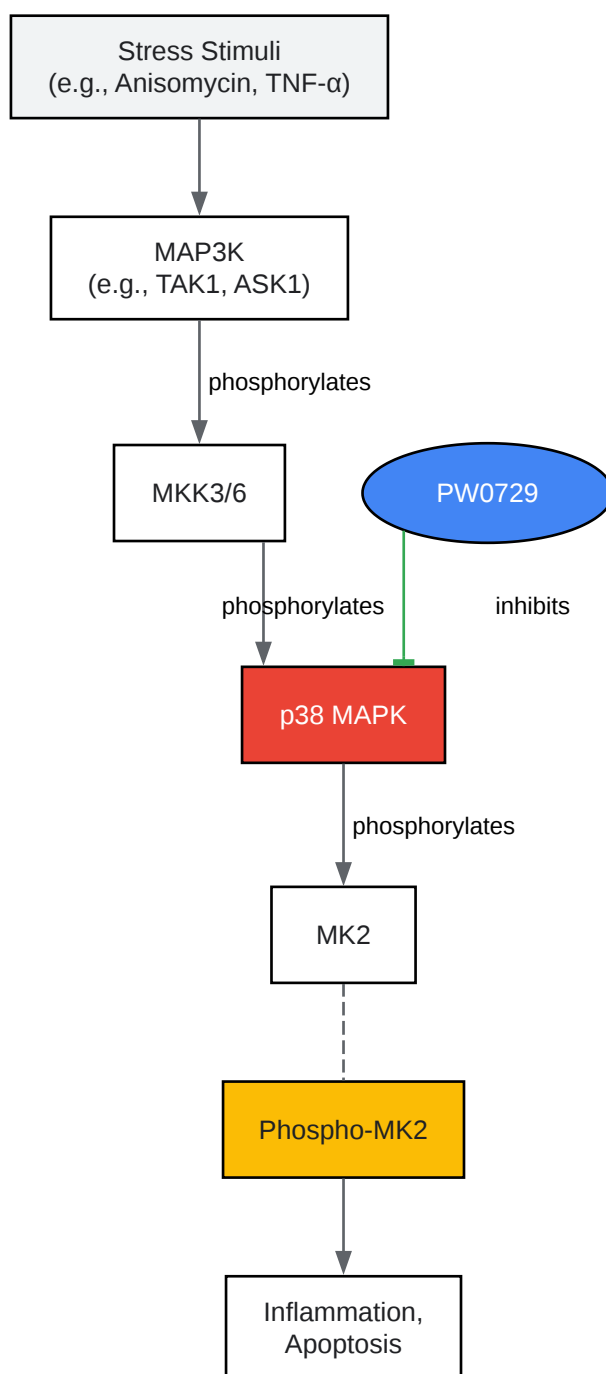 Stress Stimuli
(e.g., Anisomycin, TNF-α)
MAP3K
(e.g., TAK1, ASK1)
phosphorylates
MKK3/6
PW0729
phosphorylates
inhibits
p38 MAPK
phosphorylates
MK2
Phospho-MK2
Inflammation,
Apoptosis